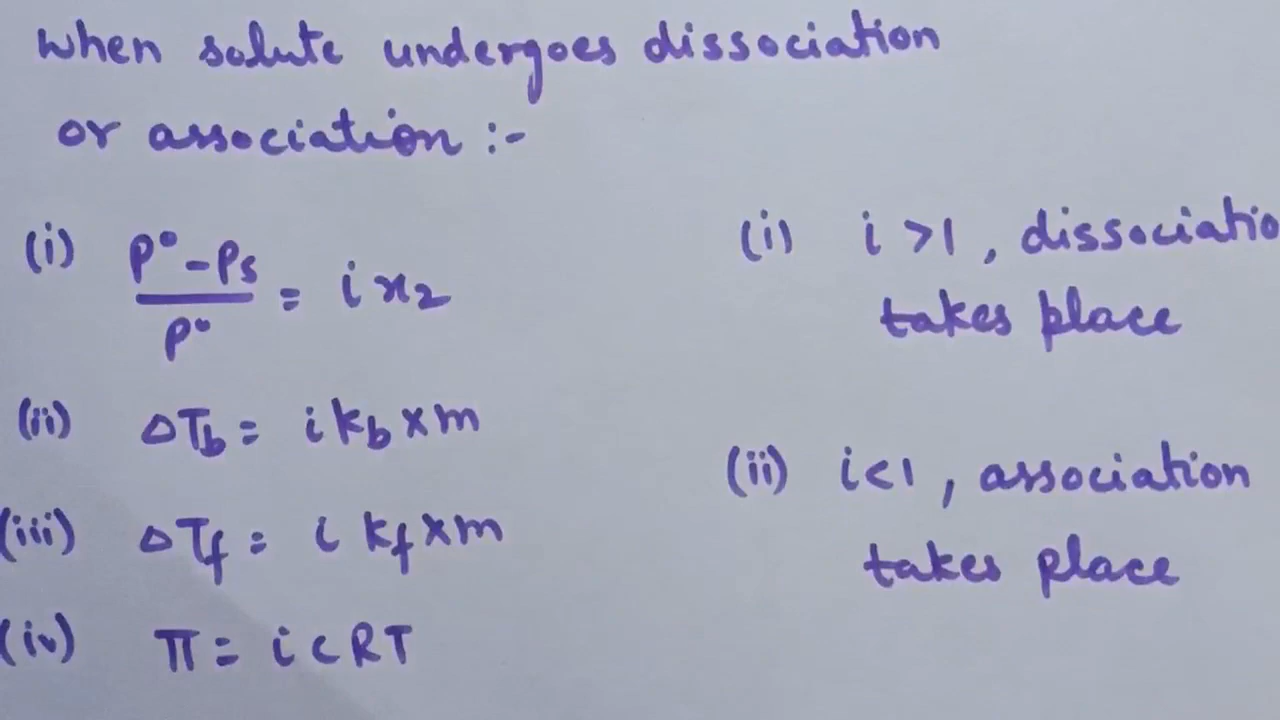 when solute undergoes dissociation
or association :-
(i) P° - Ps / P° = i x2
(ii) ΔTb = i kb x m
(iii) ΔTf = i kf x m
(iv) π = i c R T
(i) i > 1, dissociatio
takes place
(ii) i < 1, association
takes place